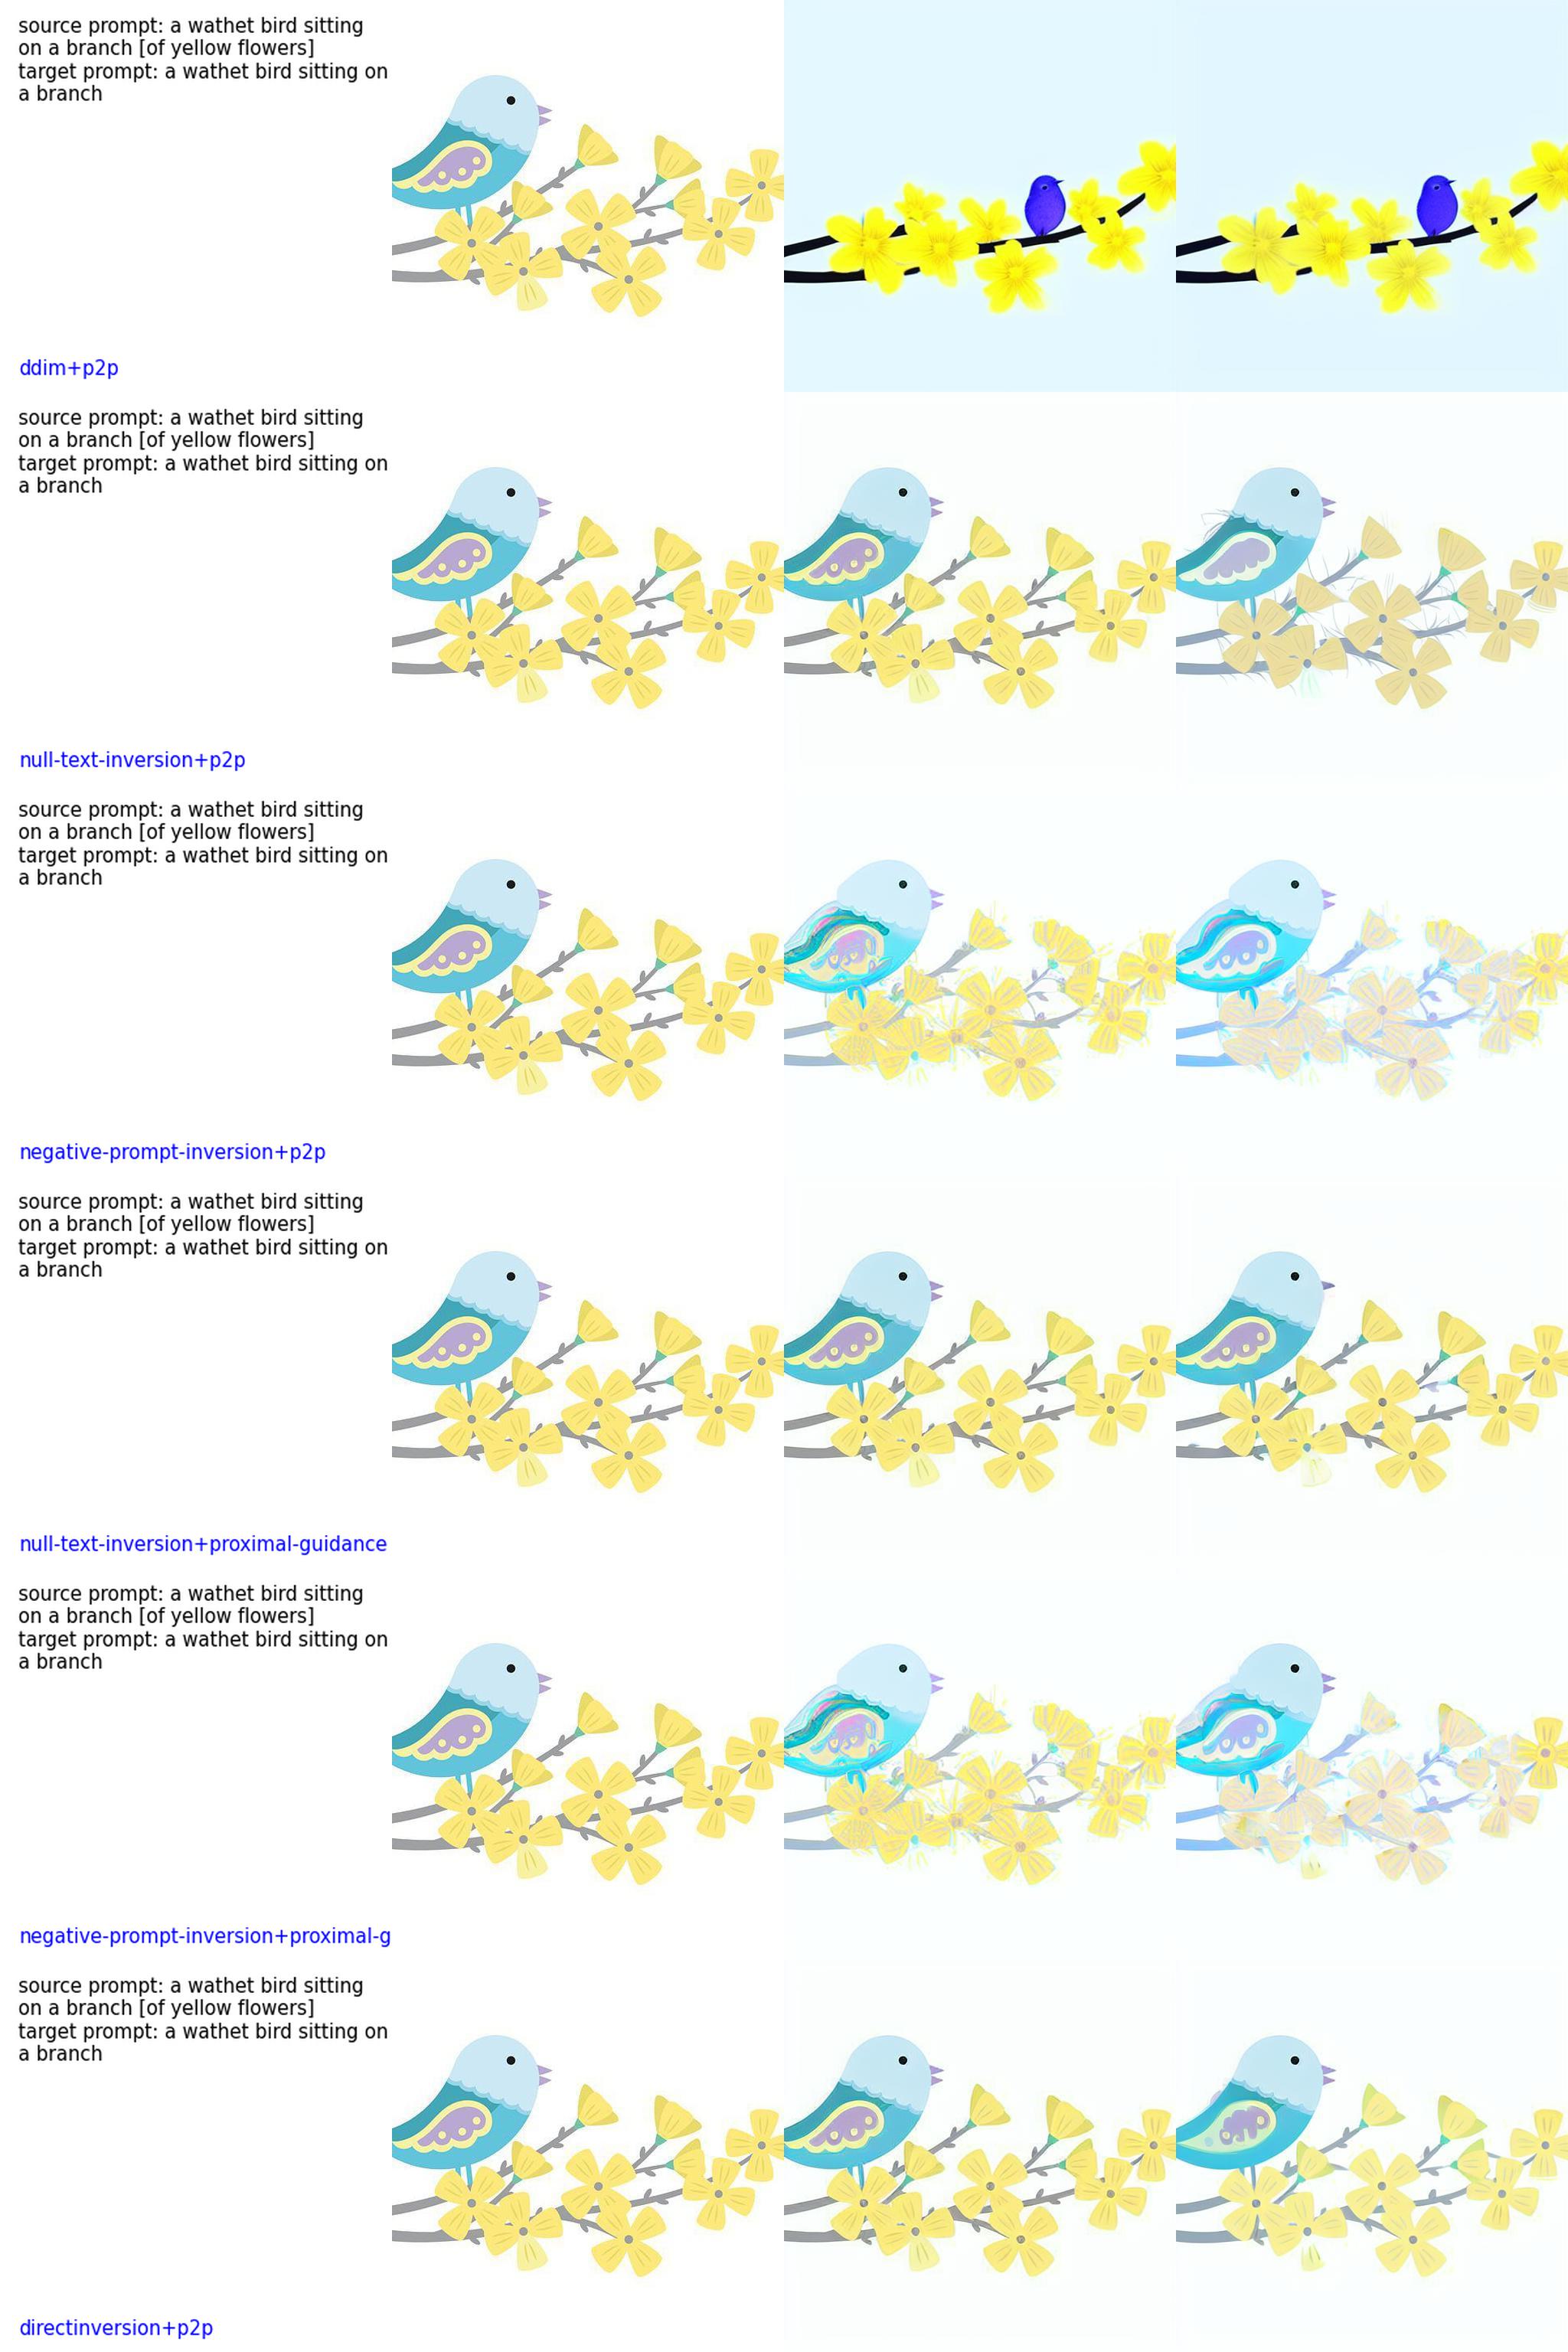 source prompt: a wathet bird sitting
on a branch [of yellow flowers]
target prompt: a wathet bird sitting on
a branch
ddim+p2p
source prompt: a wathet bird sitting
on a branch [of yellow flowers]
target prompt: a wathet bird sitting on
a branch
null-text-inversion+p2p
source prompt: a wathet bird sitting
on a branch [of yellow flowers]
target prompt: a wathet bird sitting on
a branch
negative-prompt-inversion+p2p
source prompt: a wathet bird sitting
on a branch [of yellow flowers]
target prompt: a wathet bird sitting on
a branch
null-text-inversion+proximal-guidance
source prompt: a wathet bird sitting
on a branch [of yellow flowers]
target prompt: a wathet bird sitting on
a branch
negative-prompt-inversion+proximal-g
source prompt: a wathet bird sitting
on a branch [of yellow flowers]
target prompt: a wathet bird sitting on
a branch
directinversion+p2p